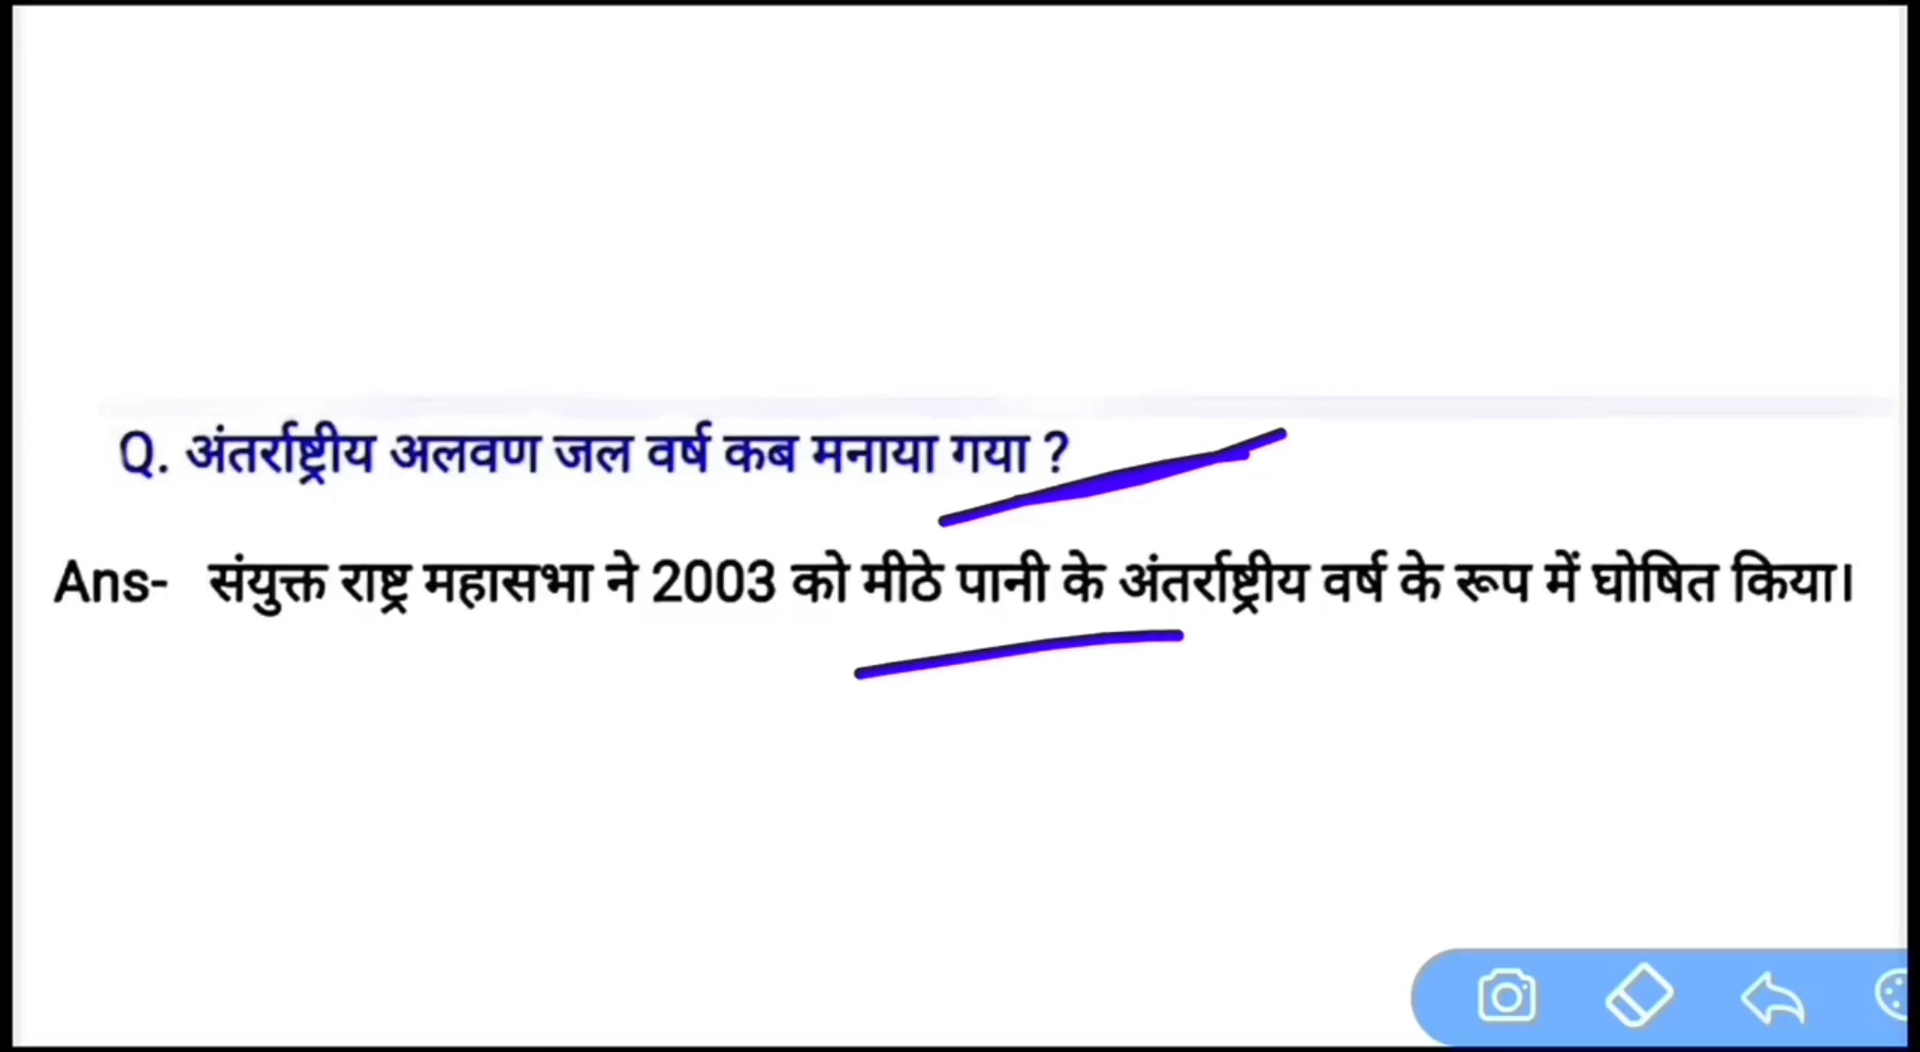 Q. अंतर्राष्ट्रीय अलवण जल वर्ष कब मनाया गया ?
Ans- संयुक्त राष्ट्र महासभा ने 2003 को मीठे पानी के अंतर्राष्ट्रीय वर्ष के रूप में घोषित किया।